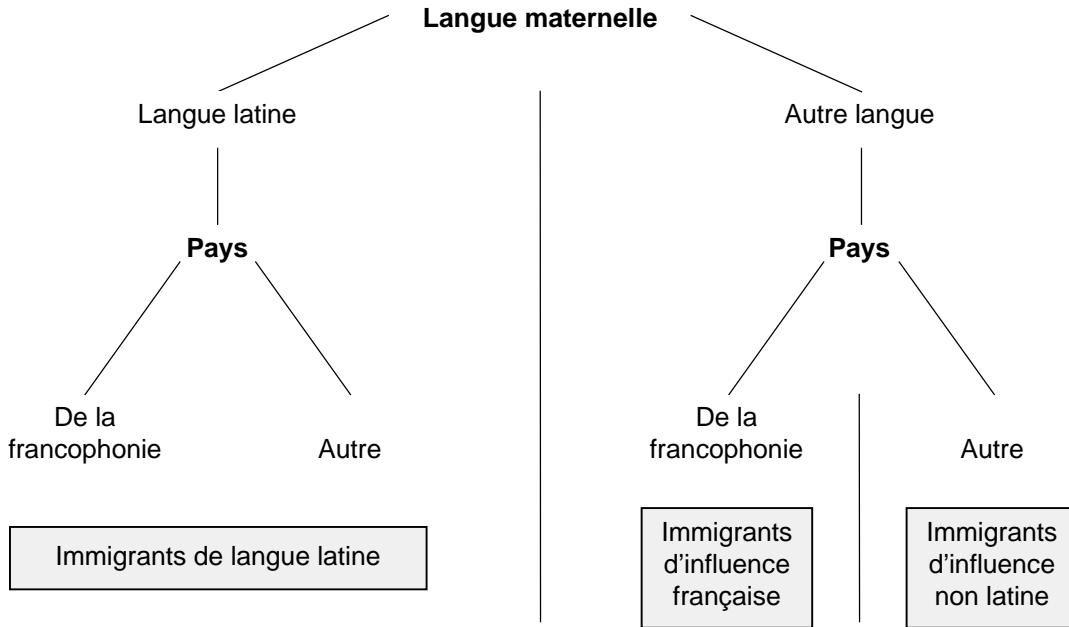 Langue maternelle
Langue latine
Autre langue
Pays
Pays
De la
francophonie
Autre
De la
francophonie
Autre
Immigrants de langue latine
Immigrants
d’influence
française
Immigrants
d’influence
non latine